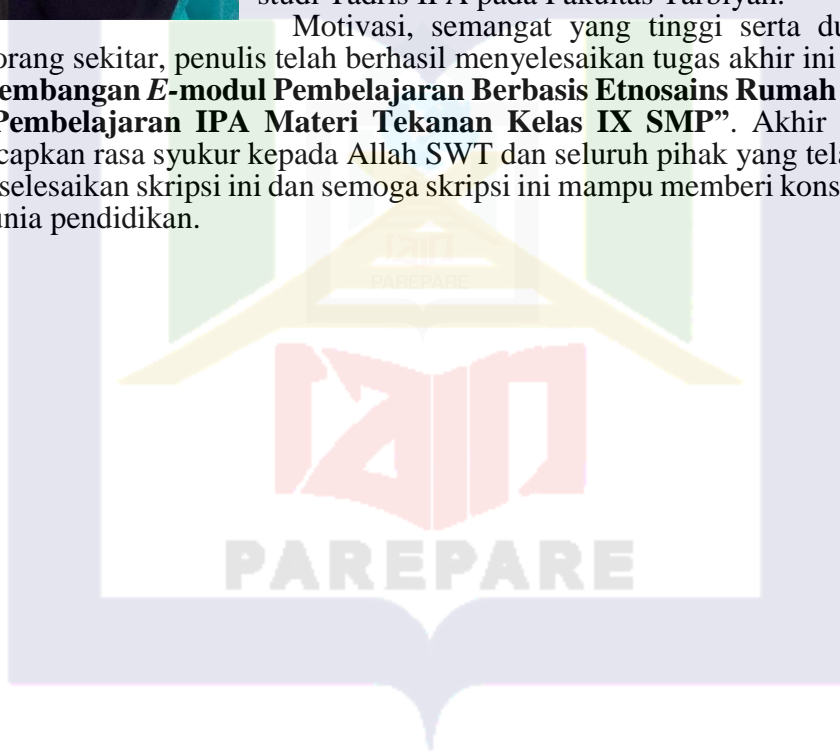 studi Tadris IPA pada Fakultas Tarbiyah.
Motivasi, semangat yang tinggi serta du
orang sekitar, penulis telah berhasil menyelesaikan tugas akhir ini
embangan E-modul Pembelajaran Berbasis Etnosains Rumah
Pembelajaran IPA Materi Tekanan Kelas IX SMP”. Akhir
capkan rasa syukur kepada Allah SWT dan seluruh pihak yang tela
selesaikan skripsi ini dan semoga skripsi ini mampu memberi kons
unia pendidikan.
iain
PAREPARE
iain
PAREPARE